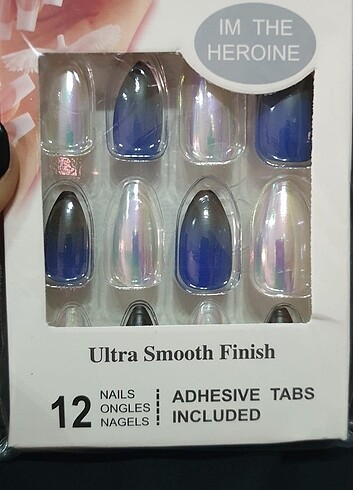 IM THE
HEROINE
Ultra Smooth Finish
12
NAILS
ONGLES
NAGELS
ADHESIVE TABS
INCLUDED